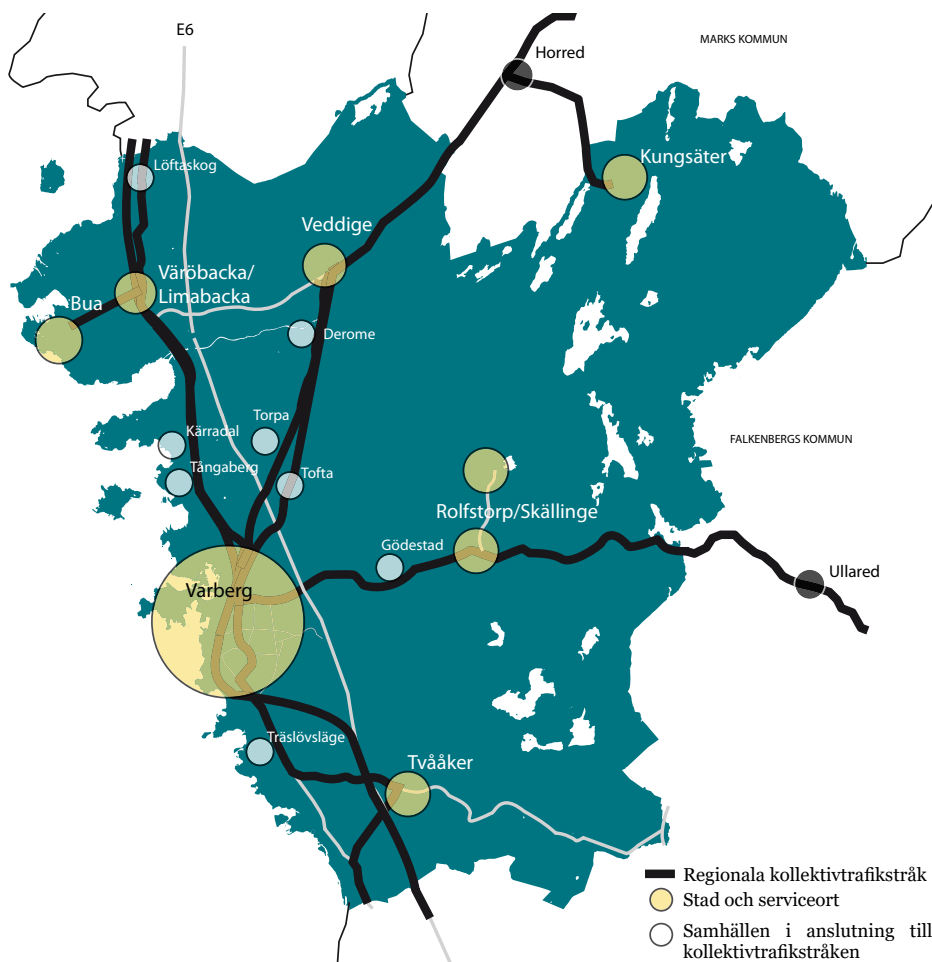 E6
MARKS KOMMUN
Horred
Kungsäter
Löftaskog
Veddige
Väröbacka/
Limabacka
Bua
Derome
Torpa
Kärradal
Tångaberg
Tofta
FALKENBERGS KOMMUN
Rolfstorp/Skällinge
Gödestad
Ullared
Varberg
Träslövsläge
Tvååker
Regionala kollektivtrafikstråk
Stad och serviceort
Samhällen i anslutning till
kollektivtrafikstråken